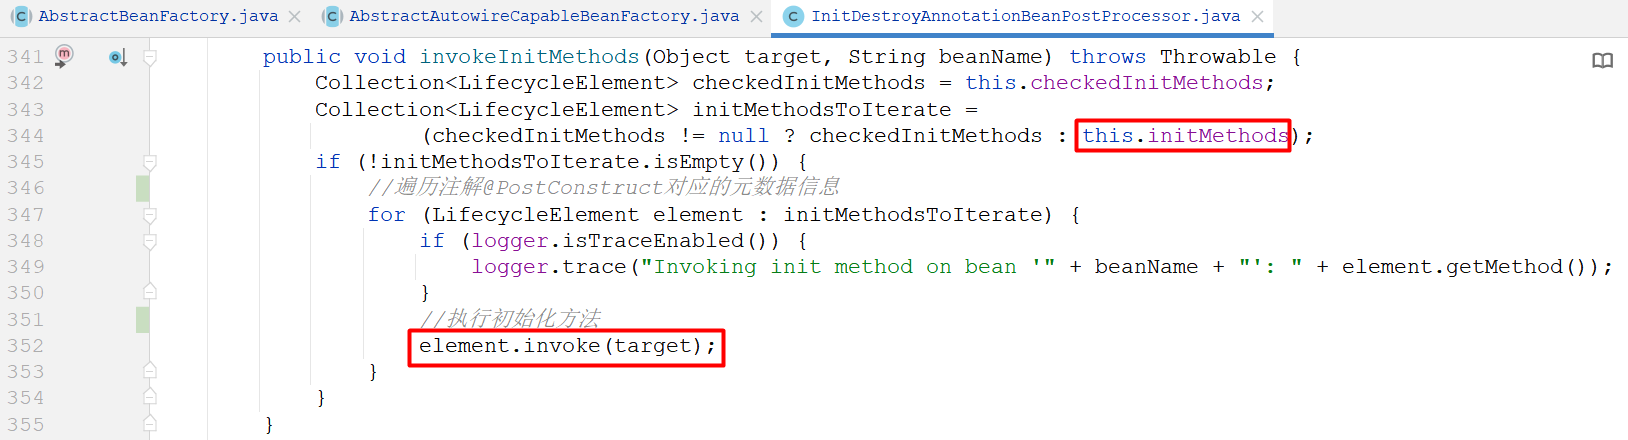 AbstractBeanFactory.java AbstractAutowireCapableBeanFactory.java InitDestroyAnnotationBeanPostProcessor.java
341 public void invokeInitMethods(Object target, String beanName) throws Throwable {
342 Collection<LifecycleElement> checkedInitMethods = this.checkedInitMethods;
343 Collection<LifecycleElement> initMethodsToIterate =
344 (checkedInitMethods != null ? checkedInitMethods : this.initMethods);
345 if (!initMethodsToIterate.isEmpty()) {
346 //遍历注解@PostConstruct对应的元数据信息
347 for (LifecycleElement element : initMethodsToIterate) {
348 if (logger.isTraceEnabled()) {
349 logger.trace("Invoking init method on bean '" + beanName + "': " + element.getMethod());
350 }
351 //执行初始化方法
352 element.invoke(target);
353 }
354 }
355 }